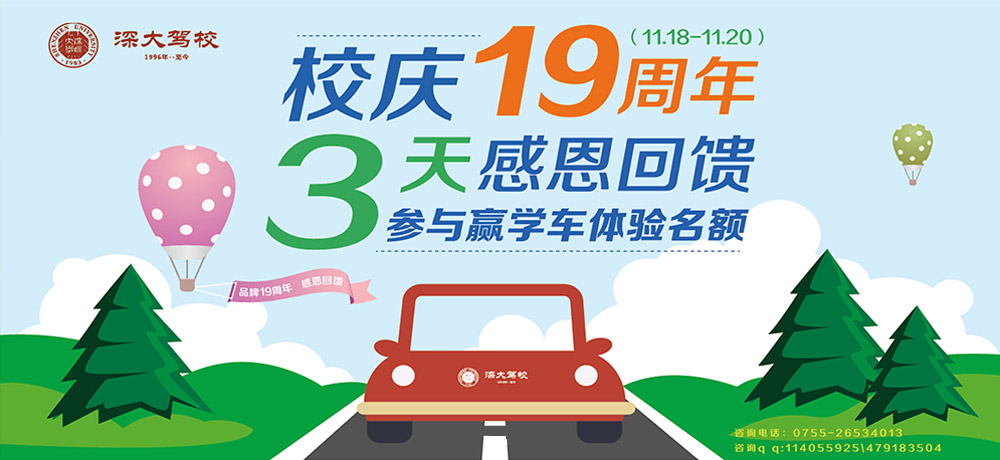 SHENZHEN UNIVERSITY
1983
深大驾校
1996年--至今
校庆19周年
(11.18-11.20)
3天感恩回馈
参与赢学车体验名额
品牌19周年 感恩回馈
深大驾校
咨询电话：0755-26534013
咨询q q:114055925\479183504